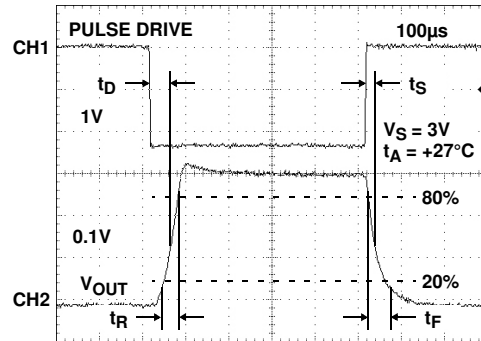 PULSE DRIVE
100µs
CH1
tD
tS
1V
VS = 3V
tA = +27°C
80%
0.1V
VOUT
20%
CH2
tR
tF